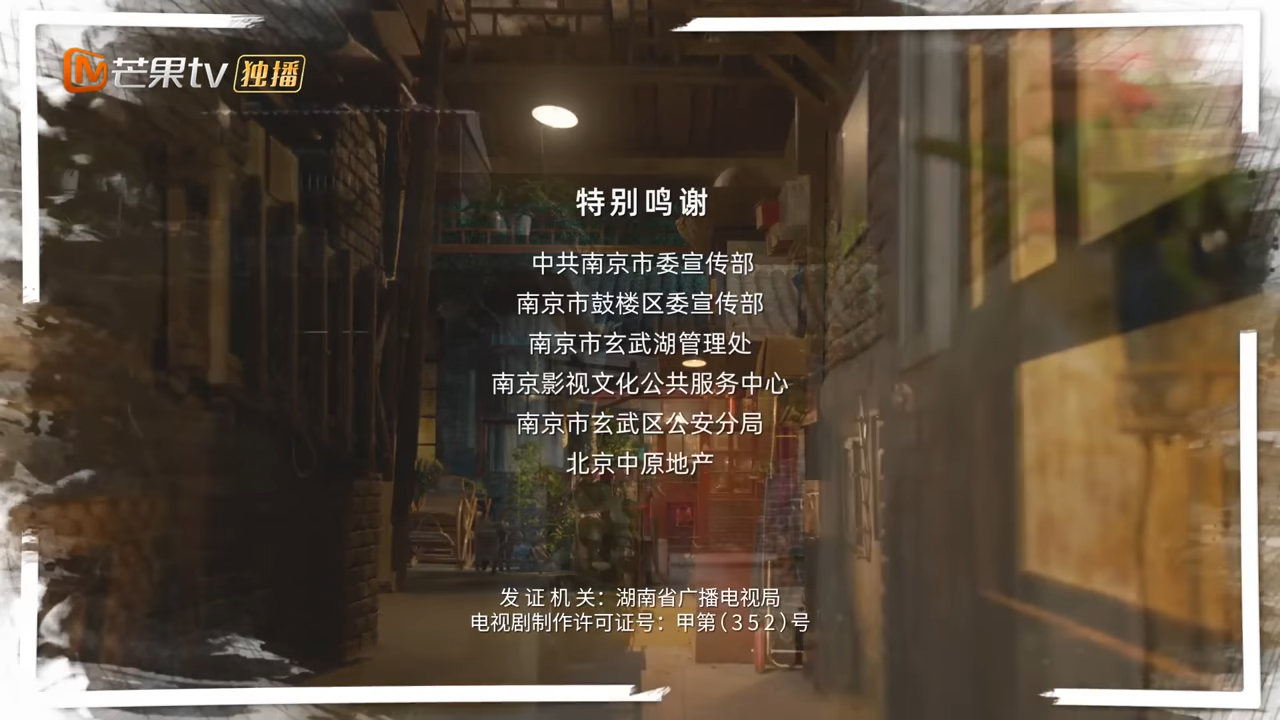 芒果tv 独播
特别鸣谢
中共南京市委宣传部
南京市鼓楼区委宣传部
南京市玄武湖管理处
南京影视文化公共服务中心
南京市玄武区公安分局
北京中原地产
发证机关：湖南省广播电视局
电视剧制作许可证号：甲第(352)号